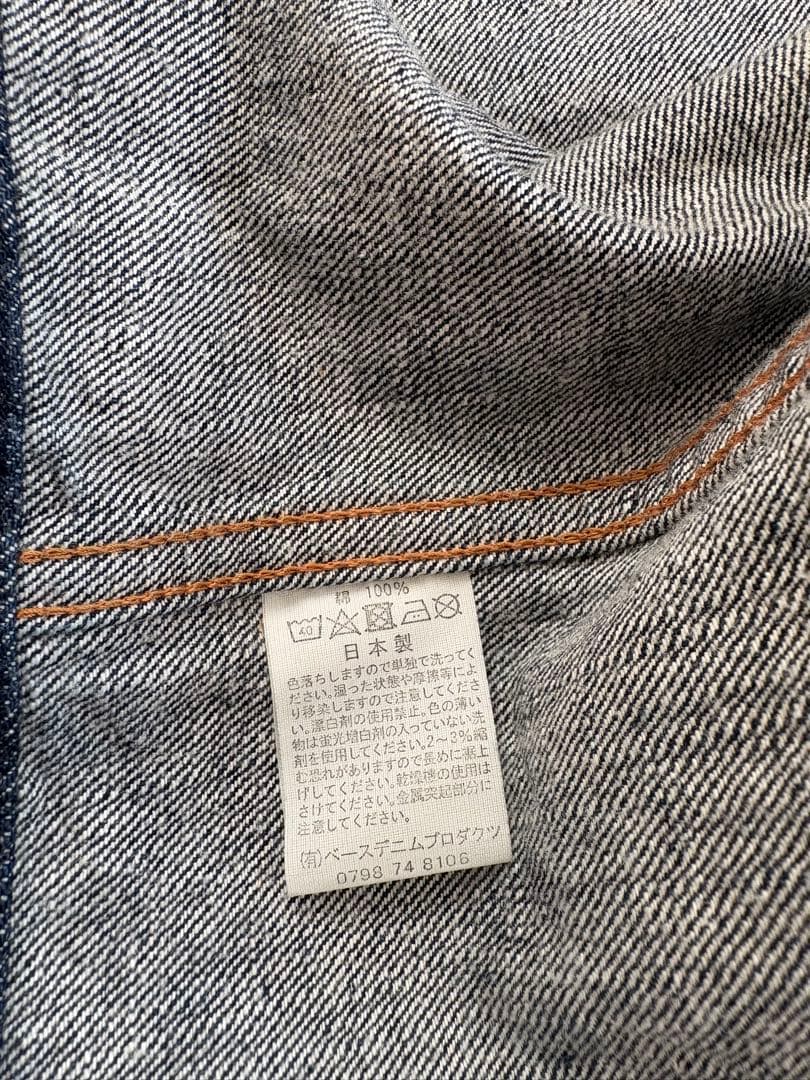 綿 100%
40
日本製
色落ちしますので単独で洗ってく
ださい。湿った状態や摩擦等によ
り移染しますので注意してくださ
い。漂白剤の使用禁止。色の薄い
物は蛍光増白剤の入っていない洗
剤を使用してください。2～3%縮
む恐れがありますので長めに裾上
げしてください。乾燥機の使用は
さけてください。金属突起部分に
注意してください。
(有)ベースデニムプロダクツ
0798 74 8106